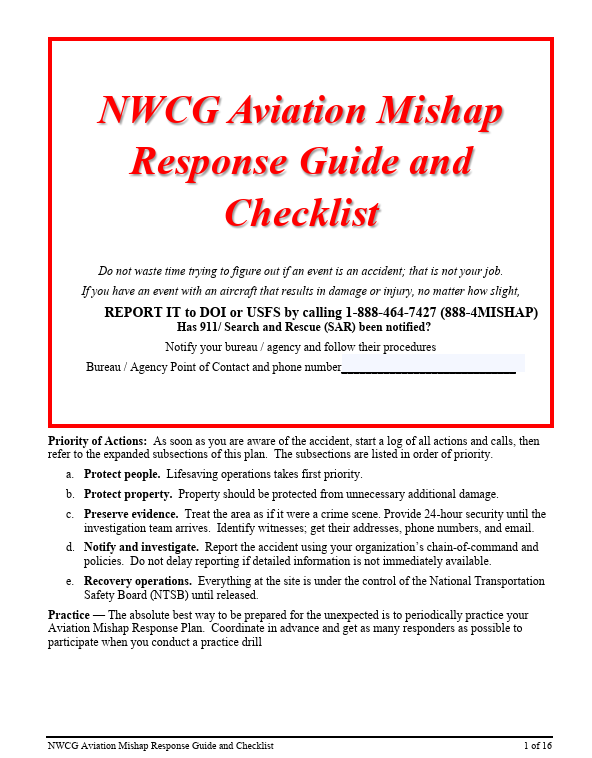 NWCG Aviation Mishap
Response Guide and
Checklist
Do not waste time trying to figure out if an event is an accident; that is not your job.
If you have an event with an aircraft that results in damage or injury, no matter how slight,
REPORT IT to DOI or USFS by calling 1-888-464-7427 (888-4MISHAP)
Has 911/ Search and Rescue (SAR) been notified?
Notify your bureau / agency and follow their procedures
Bureau / Agency Point of Contact and phone number_____________________________
Priority of Actions:  As soon as you are aware of the accident, start a log of all actions and calls, then
refer to the expanded subsections of this plan.  The subsections are listed in order of priority.
a. Protect people.  Lifesaving operations takes first priority.
b. Protect property.  Property should be protected from unnecessary additional damage.
c. Preserve evidence.  Treat the area as if it were a crime scene. Provide 24-hour security until the
investigation team arrives.  Identify witnesses; get their addresses, phone numbers, and email.
d. Notify and investigate.  Report the accident using your organization’s chain-of-command and
policies.  Do not delay reporting if detailed information is not immediately available.
e. Recovery operations.  Everything at the site is under the control of the National Transportation
Safety Board (NTSB) until released.
Practice — The absolute best way to be prepared for the unexpected is to periodically practice your
Aviation Mishap Response Plan.  Coordinate in advance and get as many responders as possible to
participate when you conduct a practice drill
NWCG Aviation Mishap Response Guide and Checklist 1 of 16